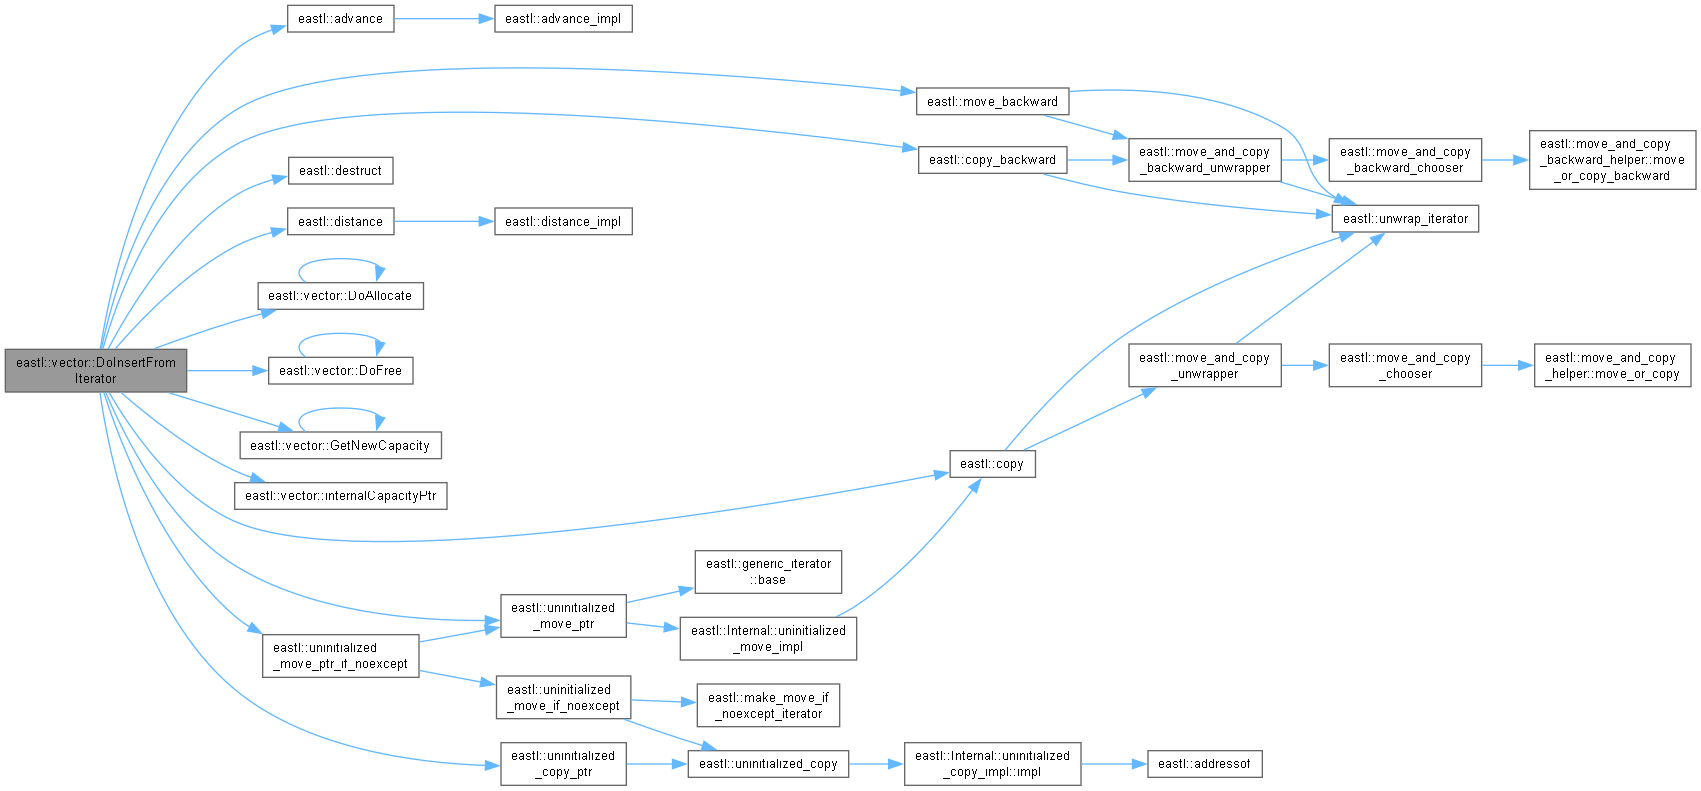 eastl::advance
eastl::advance_impl
eastl::move_backward
eastl::copy_backward
eastl::move_and_copy
_backward_unwrapper
eastl::move_and_copy
_backward_chooser
eastl::move_and_copy
_backward_helper::move
_or_copy_backward
eastl::destruct
eastl::distance
eastl::distance_impl
eastl::unwrap_iterator
eastl::vector::DoAllocate
eastl::vector::DoInsertFrom
Iterator
eastl::vector::DoFree
eastl::move_and_copy
_unwrapper
eastl::move_and_copy
_chooser
eastl::move_and_copy
_helper::move_or_copy
eastl::vector::GetNewCapacity
eastl::copy
eastl::vector::internalCapacityPtr
eastl::generic_iterator
::base
eastl::uninitialized
_move_ptr
eastl::Internal::uninitialized
_move_impl
eastl::uninitialized
_move_ptr_if_noexcept
eastl::uninitialized
_move_if_noexcept
eastl::make_move_if
_noexcept_iterator
eastl::uninitialized
_copy_ptr
eastl::uninitialized_copy
eastl::Internal::uninitialized
_copy_impl::impl
eastl::addressof